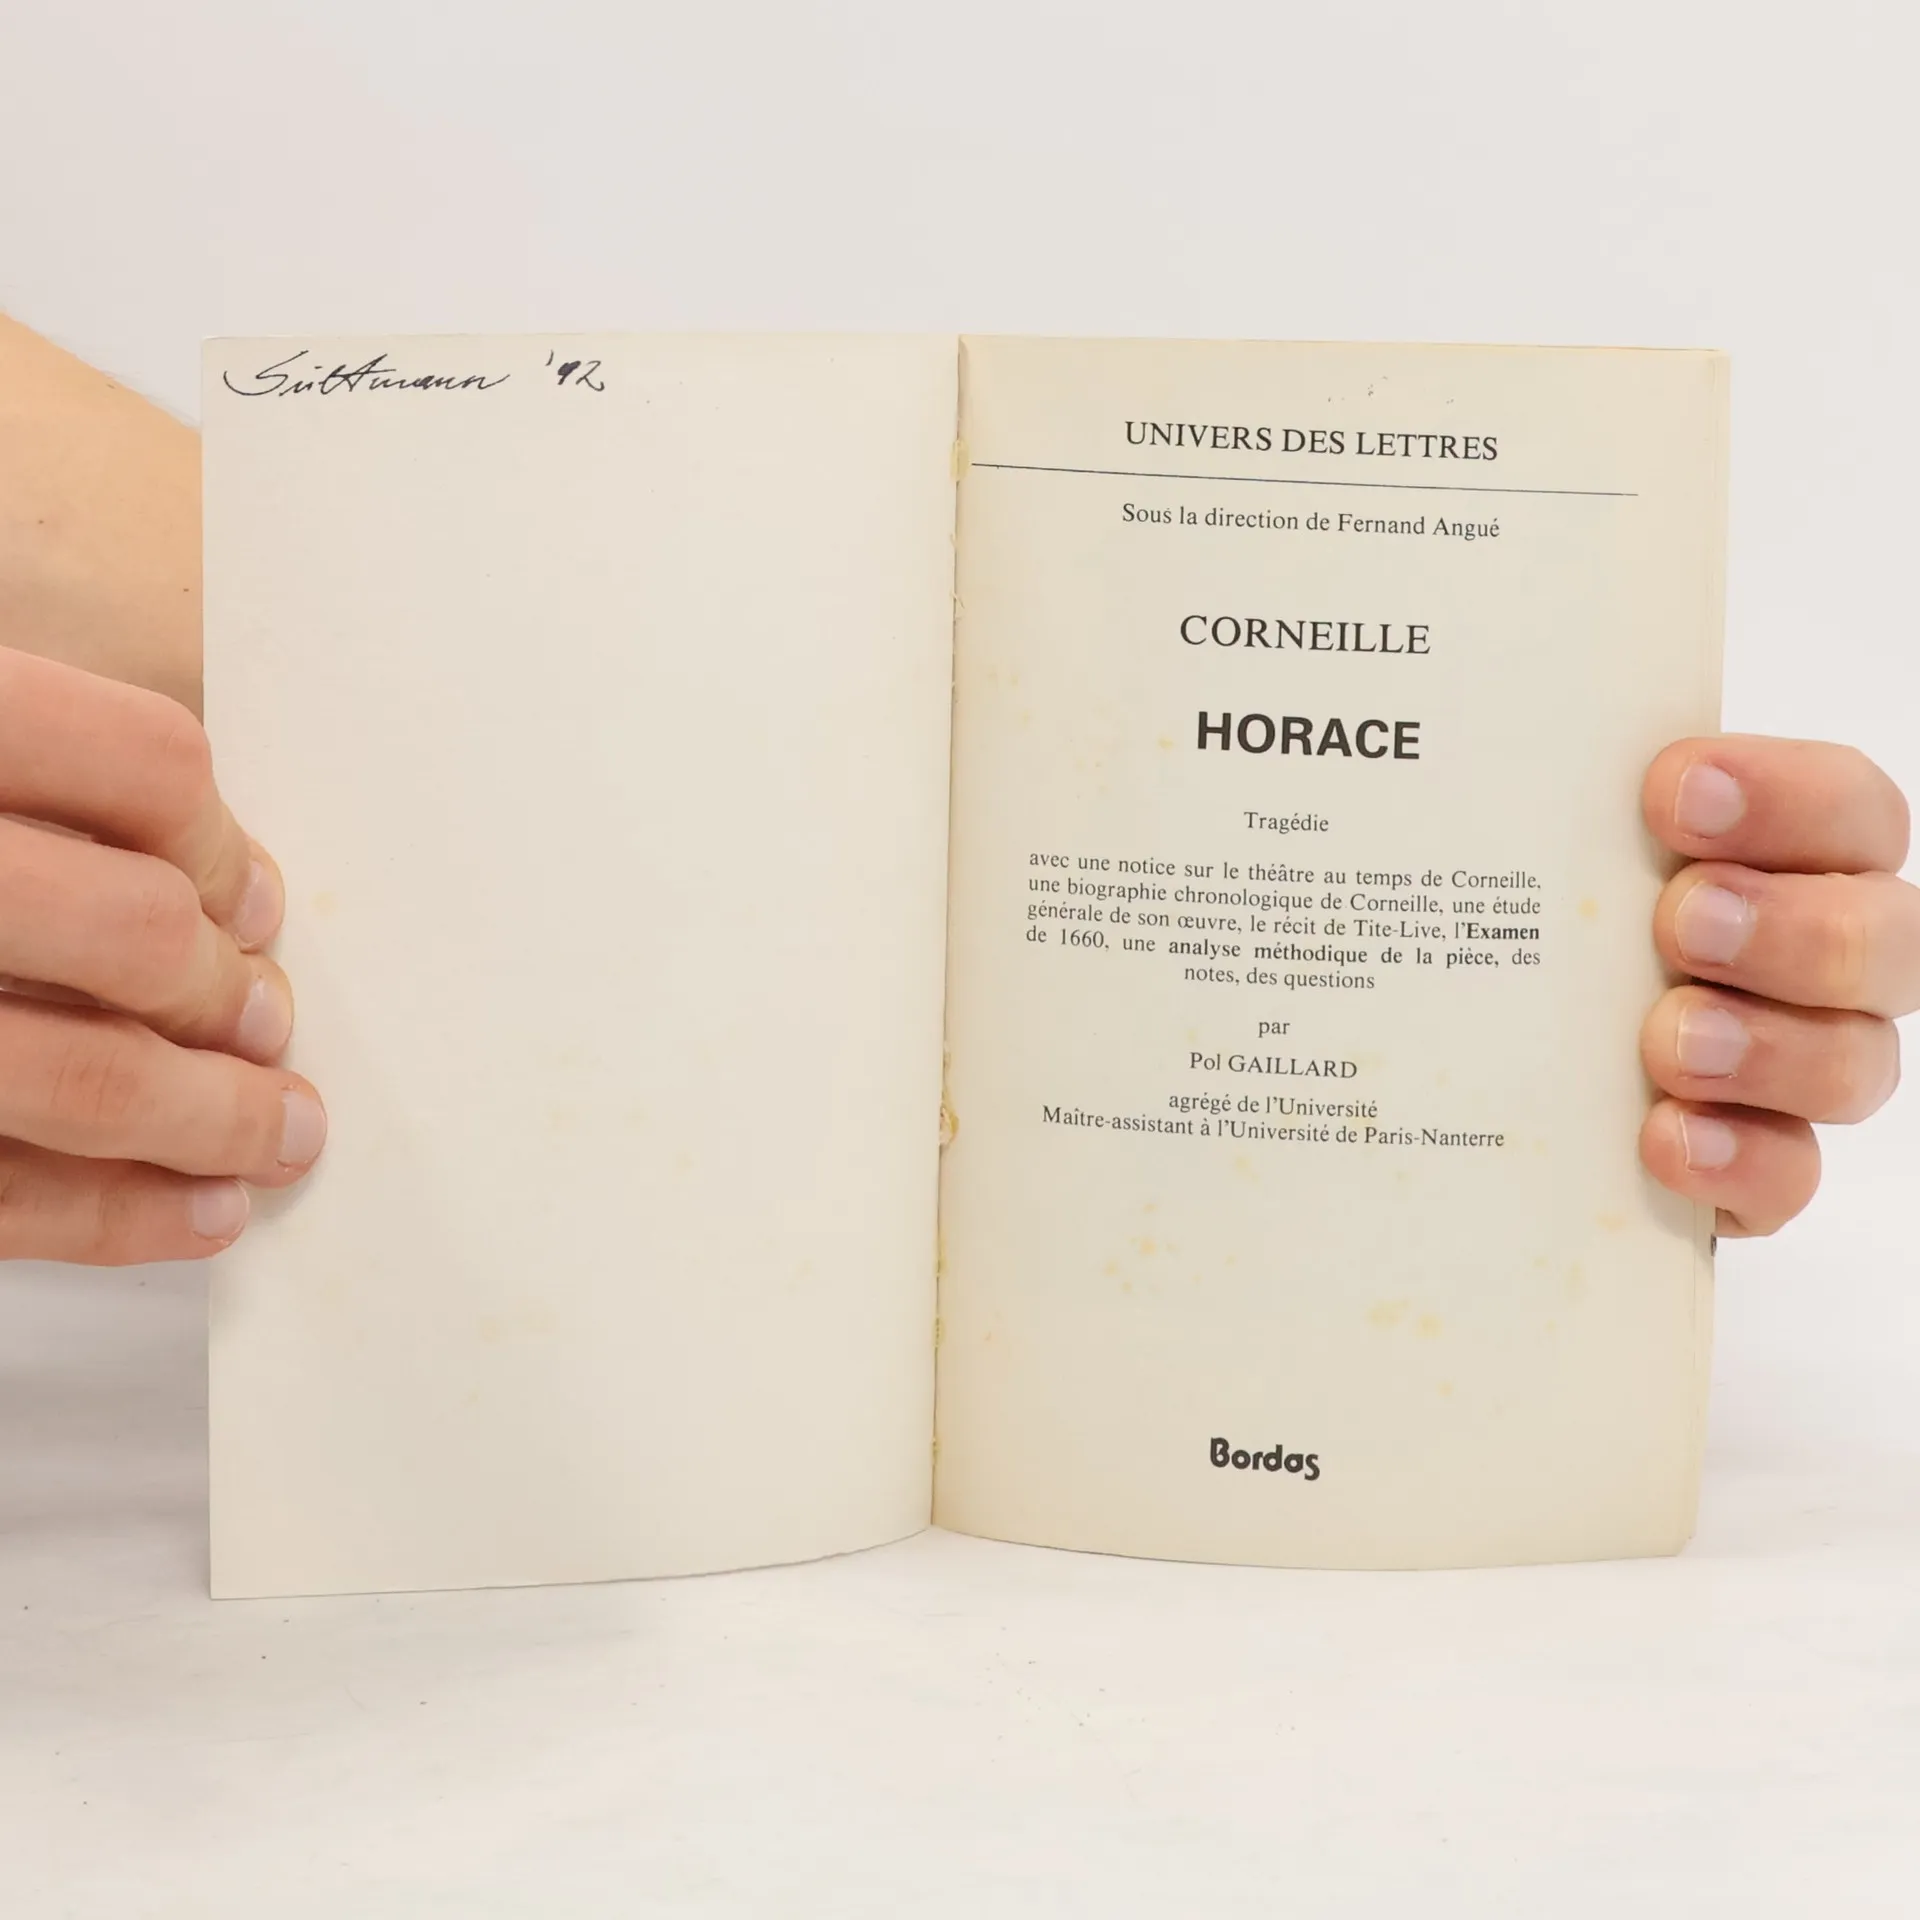 '92
UNIVERS DES LETTRES
Sous la direction de Fernand Angué
CORNEILLE
HORACE
Tragédie
avec une notice sur le théâtre au temps de Corneille,
une biographie chronologique de Corneille, une étude
générale de son œuvre, le récit de Tite-Live, l'Examen
de 1660, une analyse méthodique de la pièce, des
notes, des questions
par
Pol GAILLARD
agrégé de l'Université
Maître-assistant à l'Université de Paris-Nanterre
Bordas